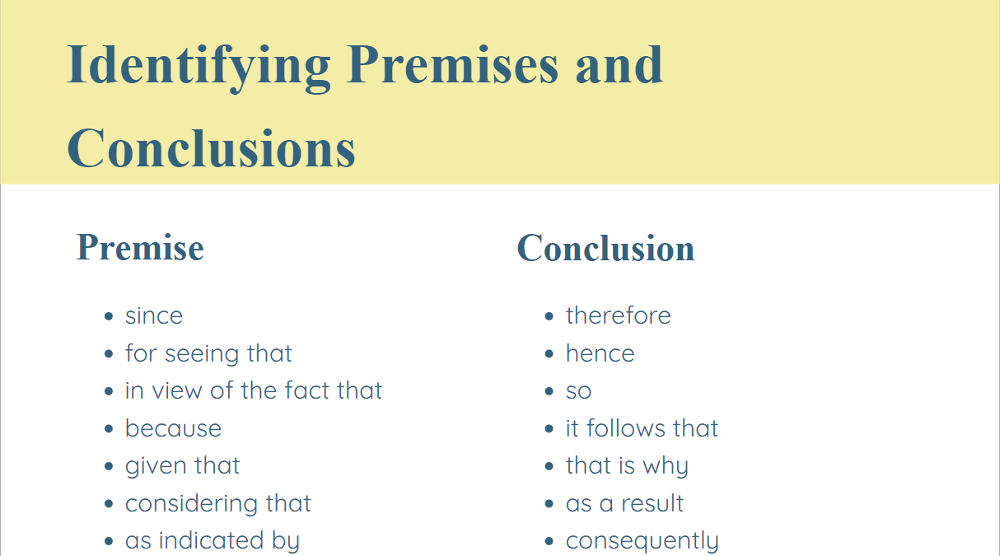 Identifying Premises and
Conclusions
Premise
• since
• for seeing that
• in view of the fact that
• because
• given that
• considering that
• as indicated by
Conclusion
• therefore
• hence
• so
• it follows that
• that is why
• as a result
• consequently